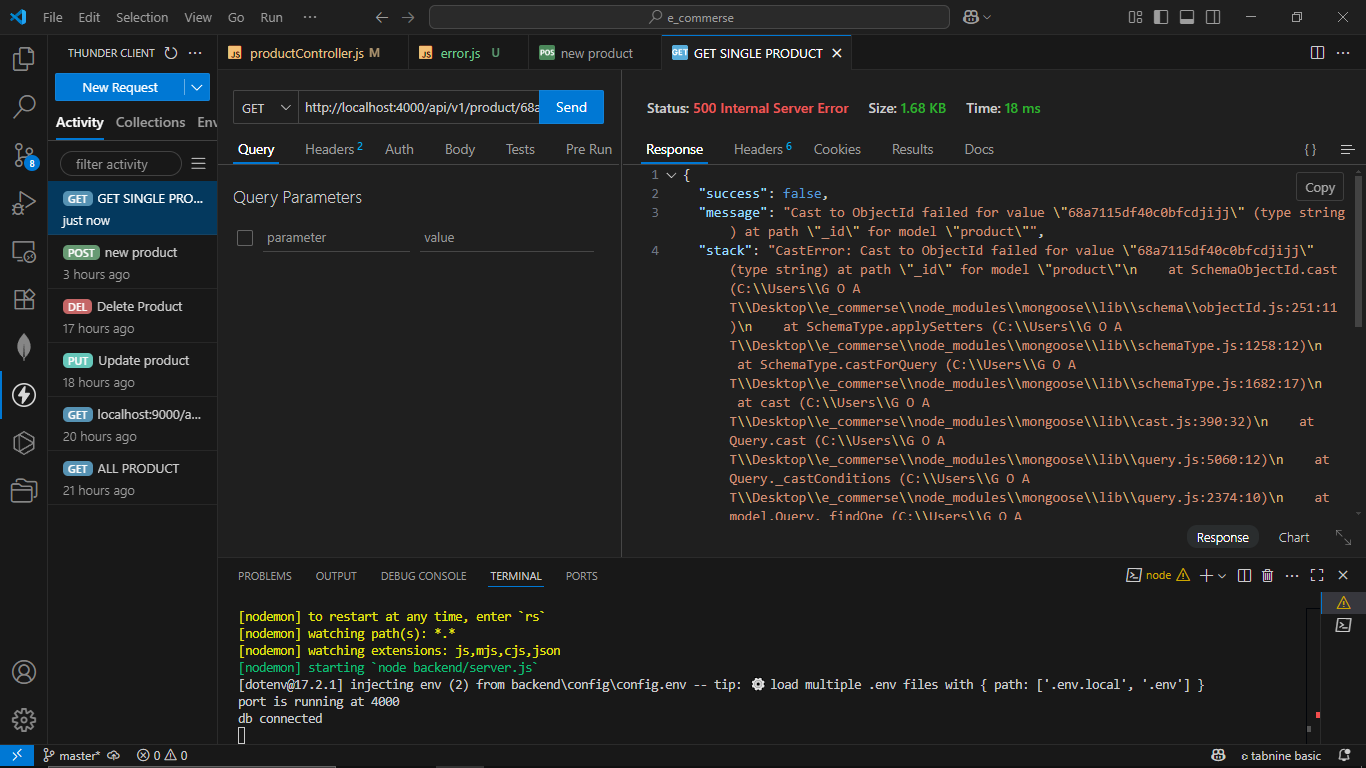 File Edit Selection View Go Run ··· e_commerse
THUNDER CLIENT ···
New Request
Activity Collections Env
filter activity
GET GET SINGLE PRO...
just now
POST new product
3 hours ago
DEL Delete Product
17 hours ago
PUT Update product
18 hours ago
GET localhost:9000/a...
20 hours ago
GET ALL PRODUCT
21 hours ago
8
JS productController.js M JS error.js U POS new product GET GET SINGLE PRODUCT
GET http://localhost:4000/api/v1/product/68a Send
Query Headers 2 Auth Body Tests Pre Run
Query Parameters
parameter value
Status: 500 Internal Server Error Size: 1.68 KB Time: 18 ms
Response Headers 6 Cookies Results Docs { }
Copy
1 {
2 "success": false,
3 "message": "Cast to ObjectId failed for value \"68a7115df40c0bfcdjijj\" (type string
) at path \"_id\" for model \"product\"",
4 "stack": "CastError: Cast to ObjectId failed for value \"68a7115df40c0bfcdjijj\"
(type string) at path \"_id\" for model \"product\"\n    at SchemaObjectId.cast
(C:\\Users\\G O A
T\\Desktop\\e_commerse\\node_modules\\mongoose\\lib\\schema\\objectId.js:251:11
)\n    at SchemaType.applySetters (C:\\Users\\G O A
T\\Desktop\\e_commerse\\node_modules\\mongoose\\lib\\schemaType.js:1258:12)\n
at SchemaType.castForQuery (C:\\Users\\G O A
T\\Desktop\\e_commerse\\node_modules\\mongoose\\lib\\schemaType.js:1682:17)\n
at cast (C:\\Users\\G O A
T\\Desktop\\e_commerse\\node_modules\\mongoose\\lib\\cast.js:390:32)\n    at
Query.cast (C:\\Users\\G O A
T\\Desktop\\e_commerse\\node_modules\\mongoose\\lib\\query.js:5060:12)\n    at
Query._castConditions (C:\\Users\\G O A
T\\Desktop\\e_commerse\\node_modules\\mongoose\\lib\\query.js:2374:10)\n    at
model.Query._findOne (C:\\Users\\G O A
Response Chart
PROBLEMS OUTPUT DEBUG CONSOLE TERMINAL PORTS node ···
[nodemon] to restart at any time, enter `rs`
[nodemon] watching path(s): *.*
[nodemon] watching extensions: js,mjs,cjs,json
[nodemon] starting `node backend/server.js`
[dotenv@17.2.1] injecting env (2) from backend\config\config.env -- tip: ⚙ load multiple .env files with { path: ['.env.local', '.env'] }
port is running at 4000
db connected
master* 0 0 tabnine basic